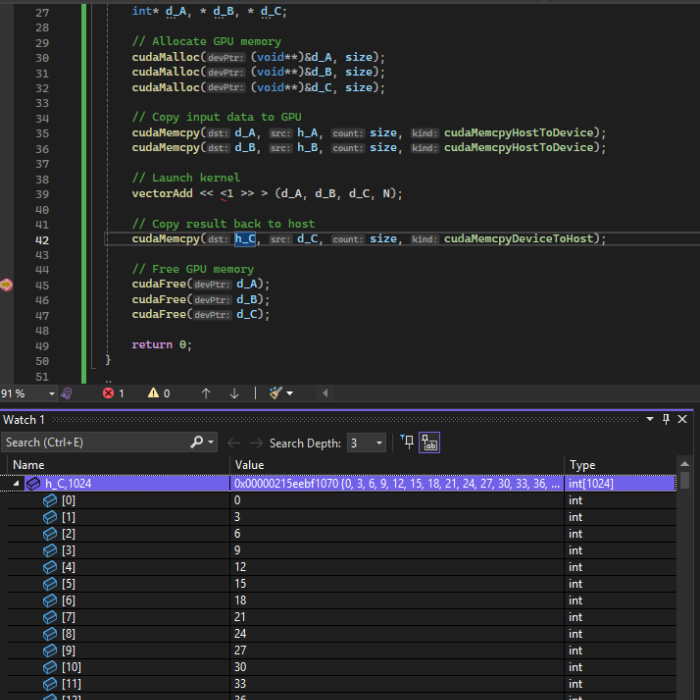 27 int* d_A, * d_B, * d_C;
28
29 // Allocate GPU memory
30 cudaMalloc(devPtr: (void**)&d_A, size);
31 cudaMalloc(devPtr: (void**)&d_B, size);
32 cudaMalloc(devPtr: (void**)&d_C, size);
33
34 // Copy input data to GPU
35 cudaMemcpy(dst: d_A, src: h_A, count: size, kind: cudaMemcpyHostToDevice);
36 cudaMemcpy(dst: d_B, src: h_B, count: size, kind: cudaMemcpyHostToDevice);
37
38 // Launch kernel
39 vectorAdd << <1 >> > (d_A, d_B, d_C, N);
40
41 // Copy result back to host
42 cudaMemcpy(dst: h_C, src: d_C, count: size, kind: cudaMemcpyDeviceToHost);
43
44 // Free GPU memory
45 cudaFree(devPtr: d_A);
46 cudaFree(devPtr: d_B);
47 cudaFree(devPtr: d_C);
48
49 return 0;
50 }
51
91 % 1 0
Watch 1
Search (Ctrl+E) Search Depth: 3
Name Value Type
h_C,1024 0x00000215eebf1070 {0, 3, 6, 9, 12, 15, 18, 21, 24, 27, 30, 33, 36, ... int[1024]
[0] 0 int
[1] 3 int
[2] 6 int
[3] 9 int
[4] 12 int
[5] 15 int
[6] 18 int
[7] 21 int
[8] 24 int
[9] 27 int
[10] 30 int
[11] 33 int
[12] 36 int